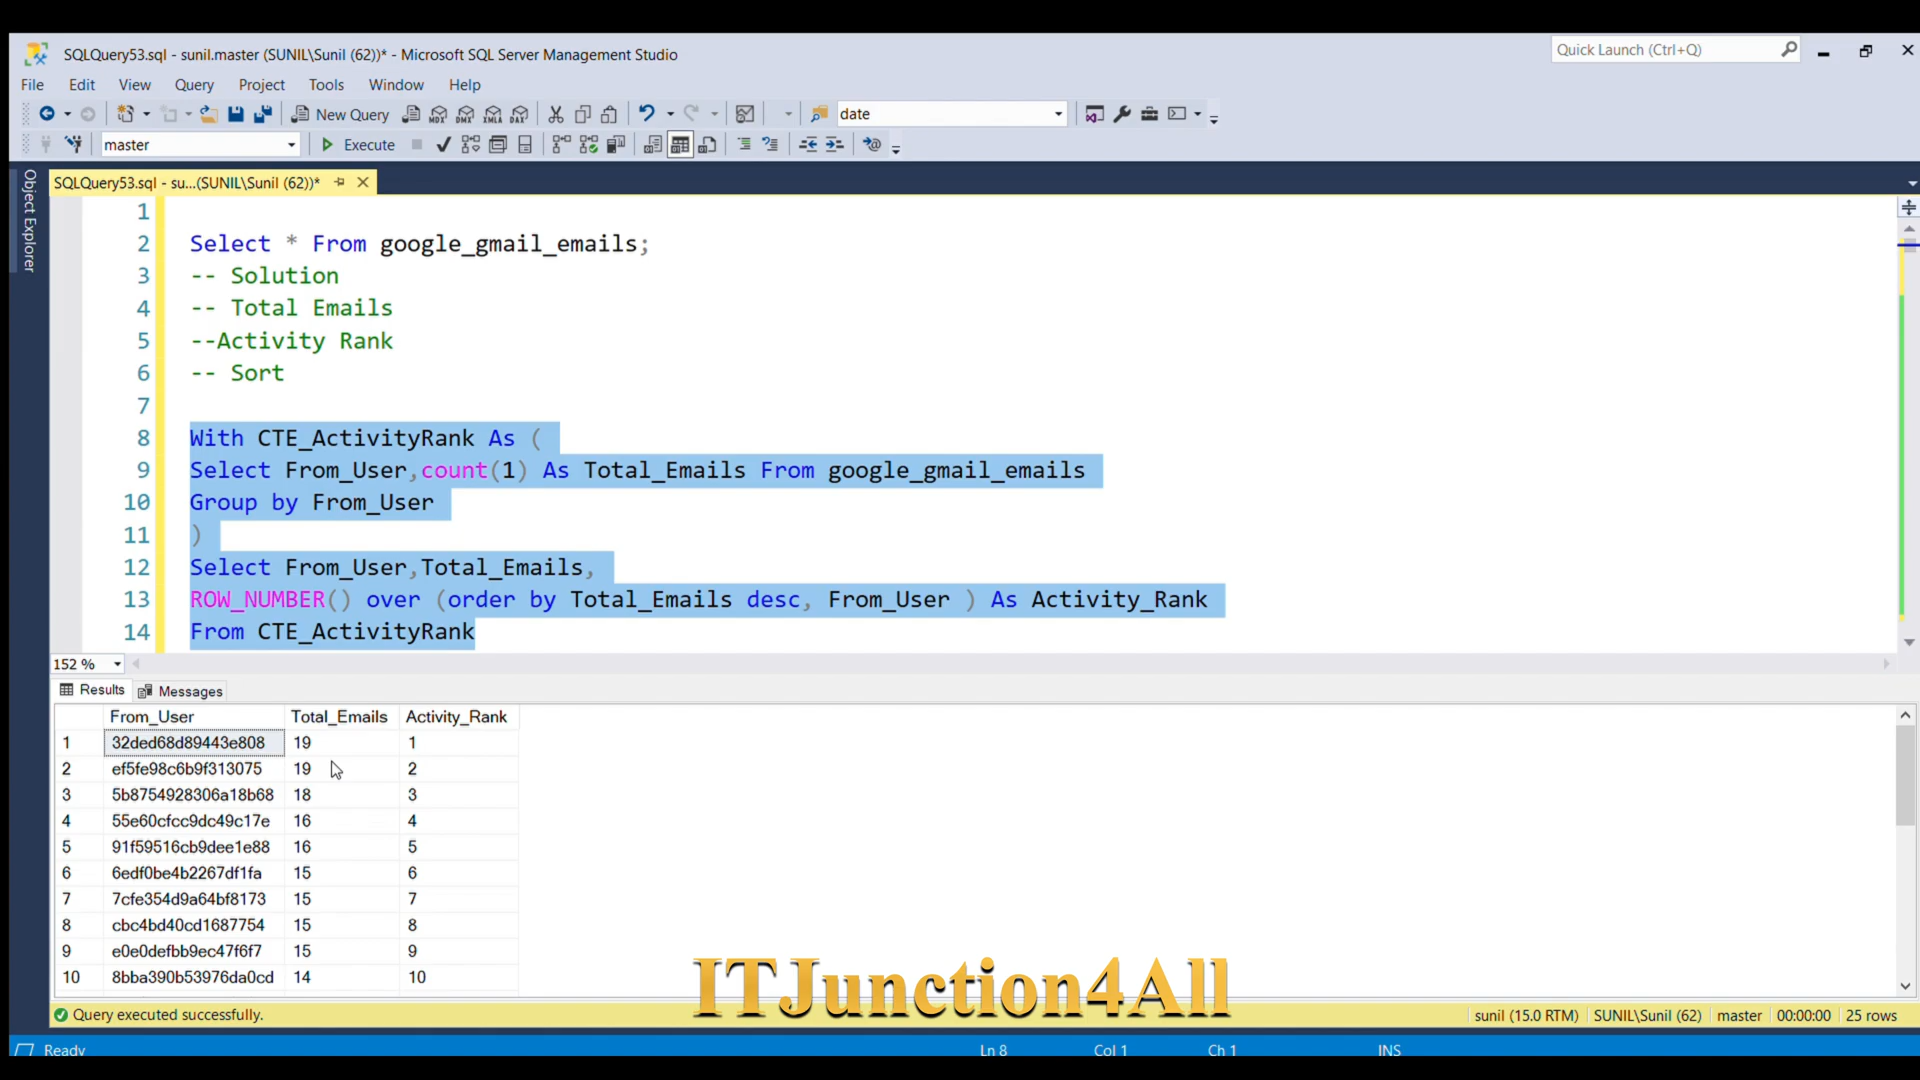 SQLQuery53.sql - sunil.master (SUNIL\Sunil (62))* - Microsoft SQL Server Management Studio
Quick Launch (Ctrl+Q)
File Edit View Query Project Tools Window Help
New Query MDX DMX XMLA DAX date
master Execute
Object Explorer
SQLQuery53.sql - su...(SUNIL\Sunil (62))*
1
2 Select * From google_gmail_emails;
3 -- Solution
4 -- Total Emails
5 --Activity Rank
6 -- Sort
7
8 With CTE_ActivityRank As (
9 Select From_User,count(1) As Total_Emails From google_gmail_emails
10 Group by From_User
11 )
12 Select From_User,Total_Emails,
13 ROW_NUMBER() over (order by Total_Emails desc, From_User ) As Activity_Rank
14 From CTE_ActivityRank
152 %
Results Messages
From_User Total_Emails Activity_Rank
1 32ded68d89443e808 19 1
2 ef5fe98c6b9f313075 19 2
3 5b8754928306a18b68 18 3
4 55e60cfcc9dc49c17e 16 4
5 91f59516cb9dee1e88 16 5
6 6edf0be4b2267df1fa 15 6
7 7cfe354d9a64bf8173 15 7
8 cbc4bd40cd1687754 15 8
9 e0e0defbb9ec47f6f7 15 9
10 8bba390b53976da0cd 14 10
ITJunction4All
Query executed successfully. sunil (15.0 RTM) SUNIL\Sunil (62) master 00:00:00 25 rows
Ready Ln 8 Col 1 Ch 1 INS